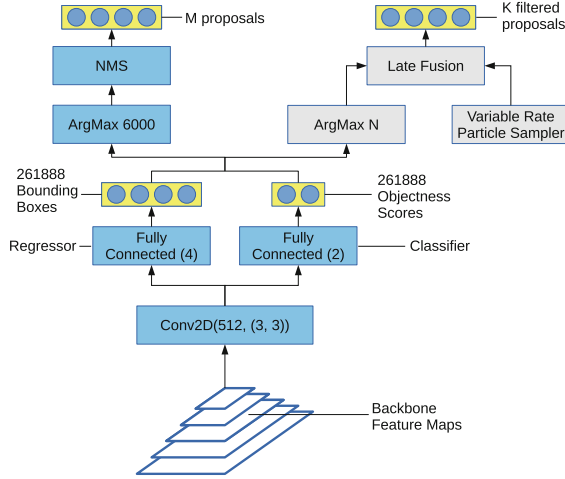 M proposals
K filtered
proposals
NMS
Late Fusion
ArgMax 6000
ArgMax N
Variable Rate
Particle Sampler
261888
Bounding
Boxes
261888
Objectness
Scores
Regressor
Fully
Connected (4)
Fully
Connected (2)
Classifier
Conv2D(512, (3, 3))
Backbone
Feature Maps